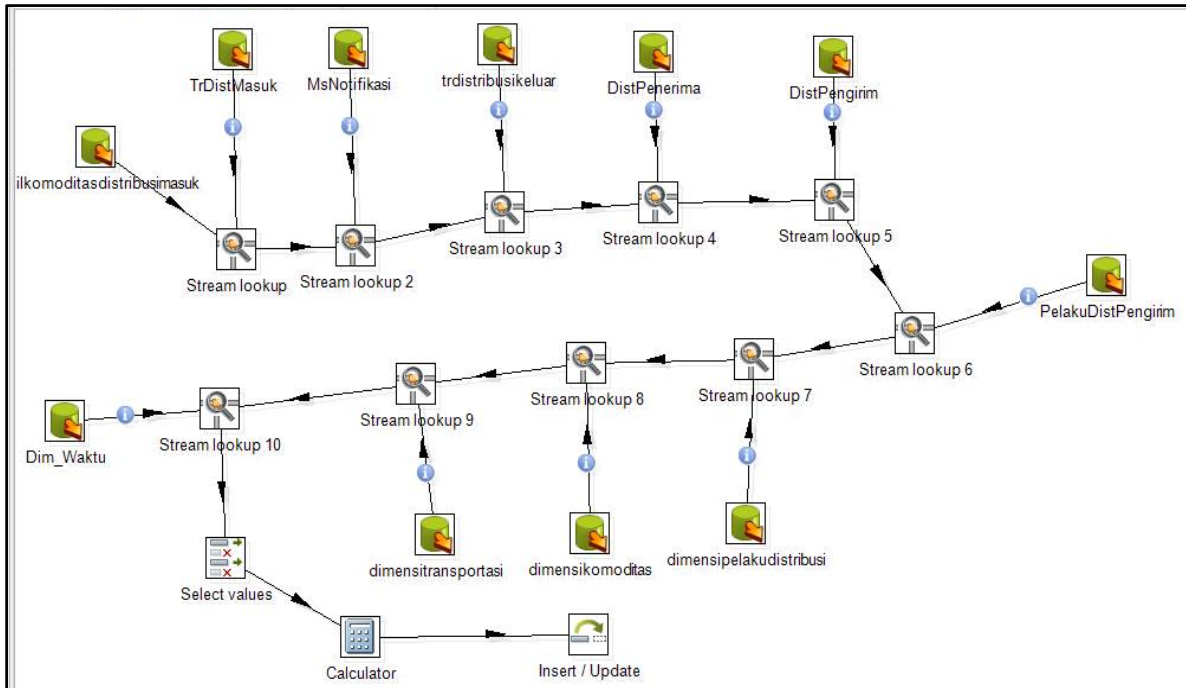 TrDistMasuk
MsNotifikasi
trdistribusikeluar
DistPenerima
DistPengirim
ilkomoditasdistribusimasuk
Stream lookup
Stream lookup 2
Stream lookup 3
Stream lookup 4
Stream lookup 5
PelakuDistPengirim
Stream lookup 6
Stream lookup 7
Stream lookup 8
Stream lookup 9
Stream lookup 10
Dim_Waktu
dimensitransportasi
dimensikomoditas
dimensipelakudistribusi
Select values
Calculator
Insert / Update